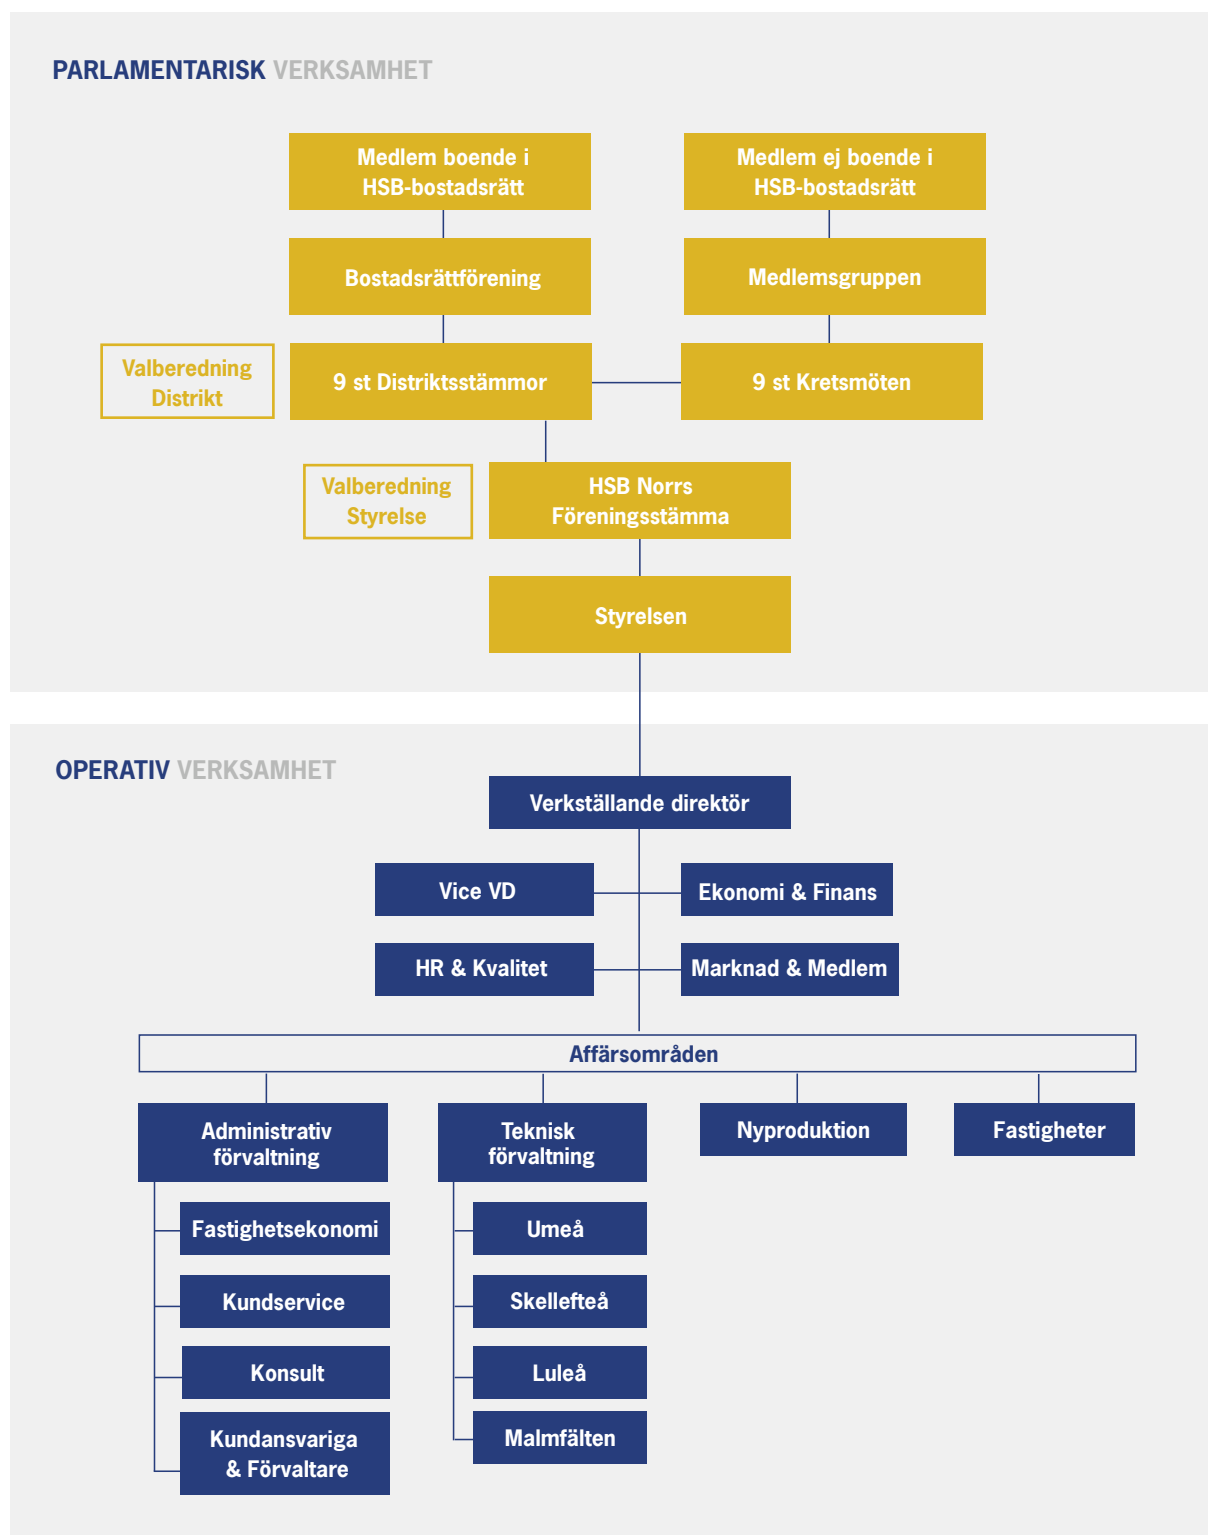 PARLAMENTARISK VERKSAMHET
Medlem boende i
HSB-bostadsrätt
Medlem ej boende i
HSB-bostadsrätt
Bostadsrättförening
Medlemsgruppen
Valberedning
Distrikt
9 st Distriktsstämmor
9 st Kretsmöten
Valberedning
Styrelse
HSB Norrs
Föreningsstämma
Styrelsen
OPERATIV VERKSAMHET
Verkställande direktör
Vice VD
Ekonomi & Finans
HR & Kvalitet
Marknad & Medlem
Affärsområden
Administrativ
förvaltning
Teknisk
förvaltning
Nyproduktion
Fastigheter
Fastighetsekonomi
Umeå
Kundservice
Skellefteå
Konsult
Luleå
Kundansvariga
& Förvaltare
Malmfälten